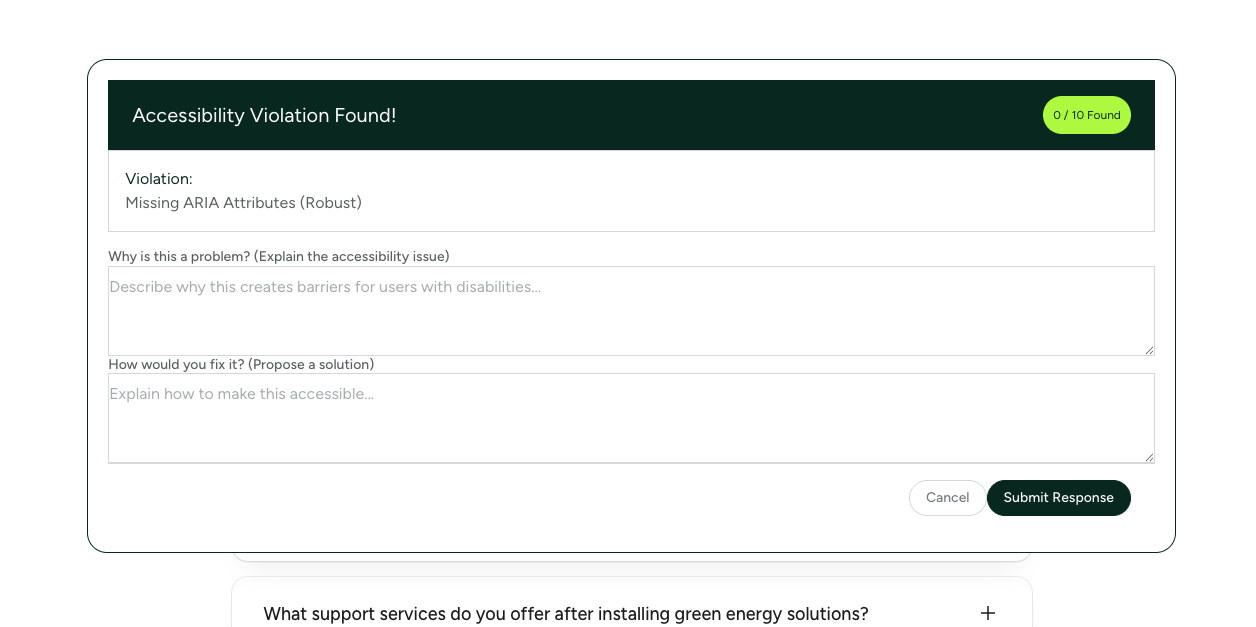 Accessibility Violation Found!
0 / 10 Found
Violation:
Missing ARIA Attributes (Robust)
Why is this a problem? (Explain the accessibility issue)
Describe why this creates barriers for users with disabilities...
How would you fix it? (Propose a solution)
Explain how to make this accessible...
Cancel
Submit Response
What support services do you offer after installing green energy solutions?